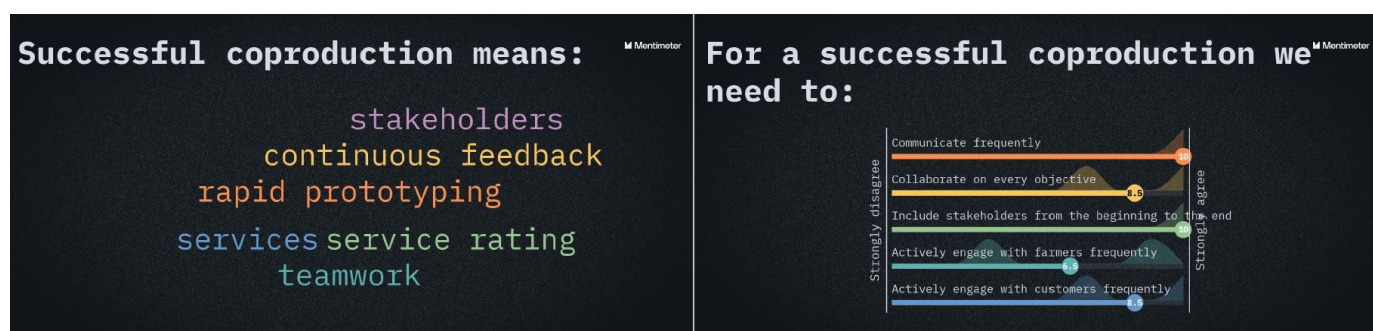 Successful coproduction means:
Mentimeter
stakeholders
continuous feedback
rapid prototyping
services service rating
teamwork
For a successful coproduction we
need to:
Mentimeter
Strongly disagree
Communicate frequently
10
Collaborate on every objective
8.5
Include stakeholders from the beginning to the end
10
Actively engage with farmers frequently
6.5
Actively engage with customers frequently
8.5
Strongly agree